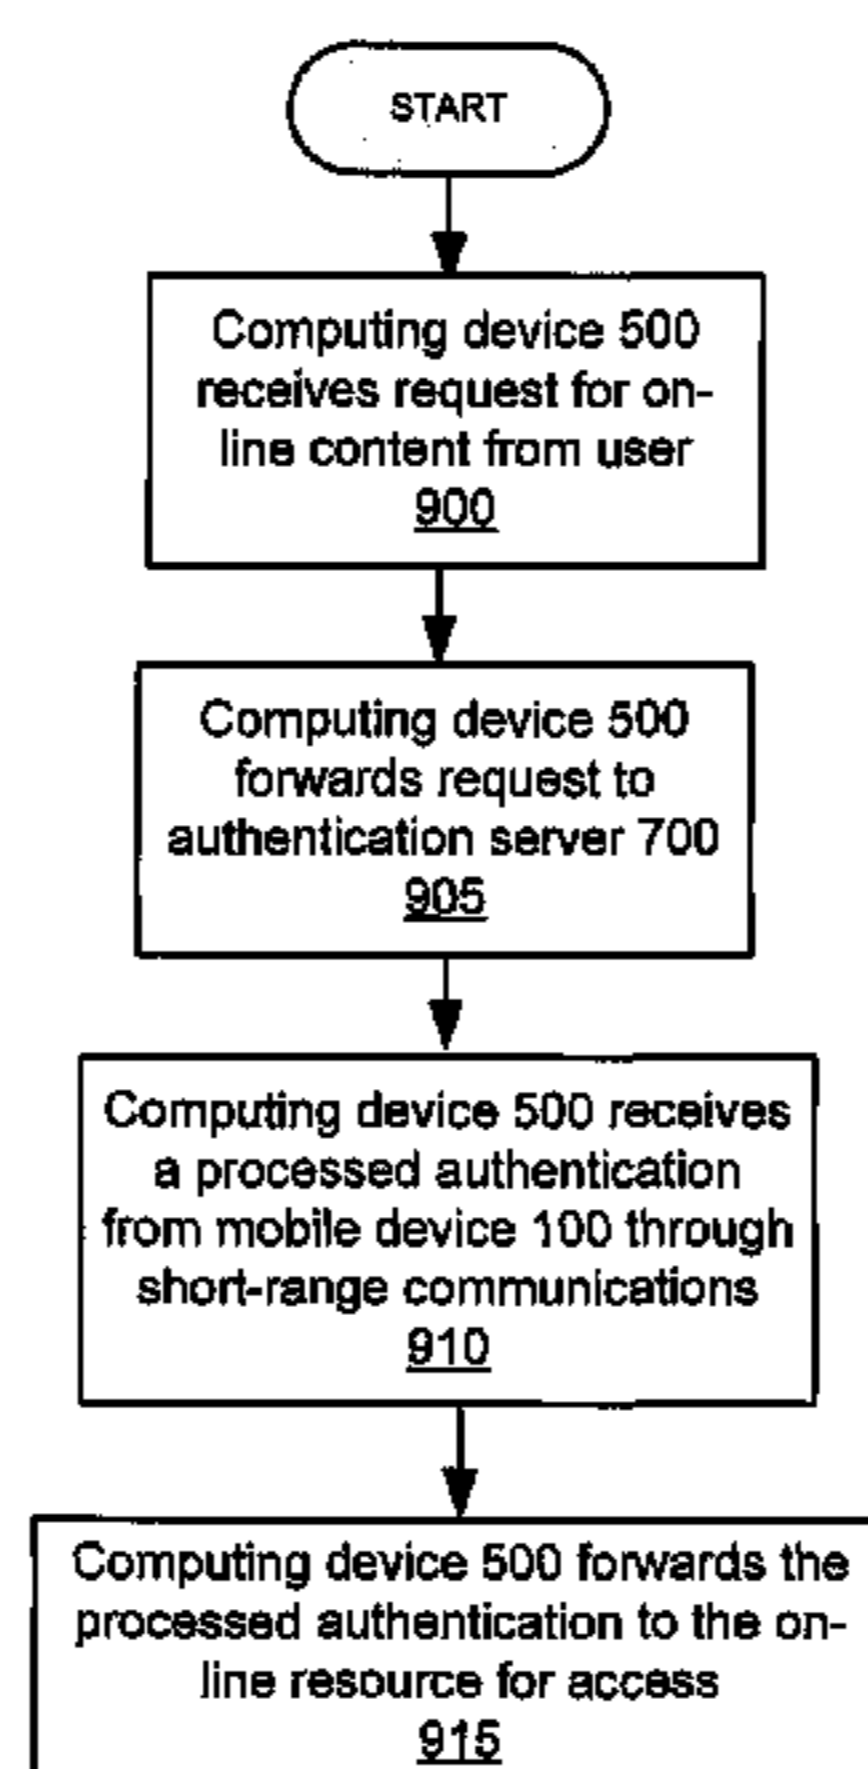 START
Computing device 500
receives request for on-
line content from user
900
Computing device 500
forwards request to
authentication server 700
905
Computing device 500 receives
a processed authentication
from mobile device 100 through
short-range communications
910
Computing device 500 forwards the
processed authentication to the on-
line resource for access
915